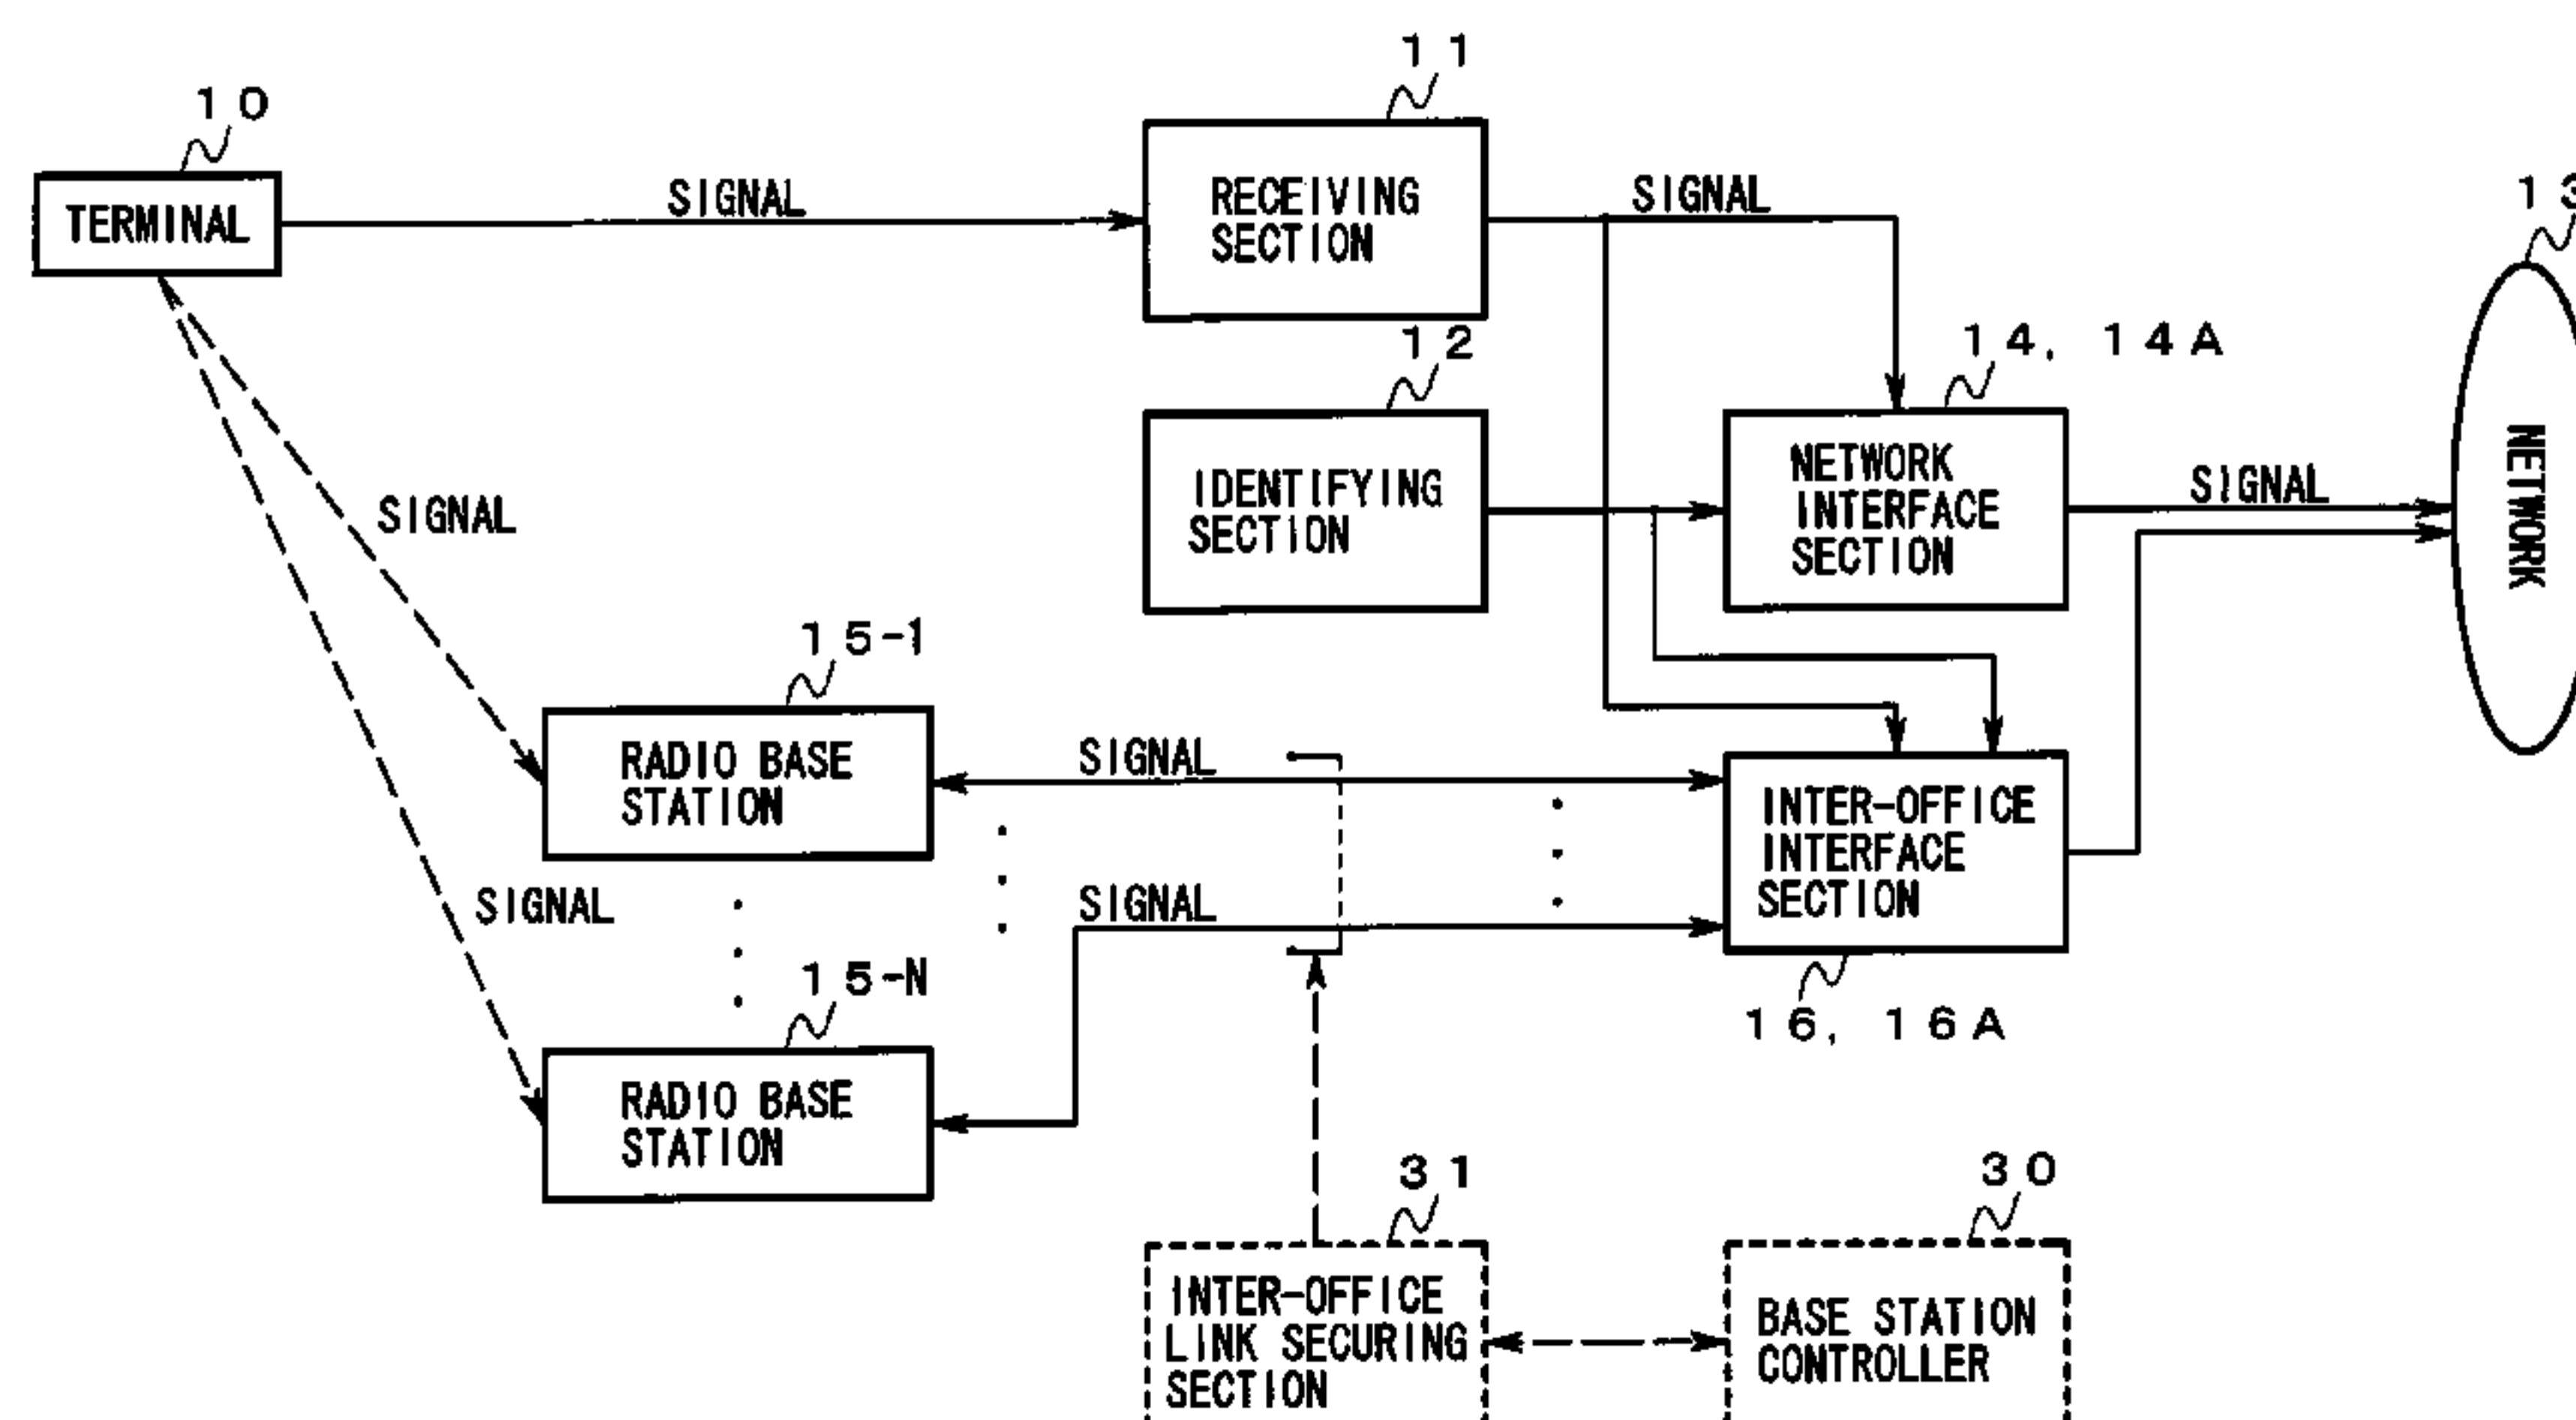 11
10
13
RECEIVING
SECTION
SIGNAL
SIGNAL
TERMINAL
12
14, 14A
NETWORK
INTERFACE
SECTION
IDENTIFYING
SECTION
SIGNAL
NETWORK
SIGNAL
15-1
RADIO BASE
STATION
SIGNAL
INTER-OFFICE
INTERFACE
SECTION
SIGNAL
SIGNAL
15-N
16, 16A
RADIO BASE
STATION
31
30
INTER-OFFICE
LINK SECURING
SECTION
BASE STATION
CONTROLLER